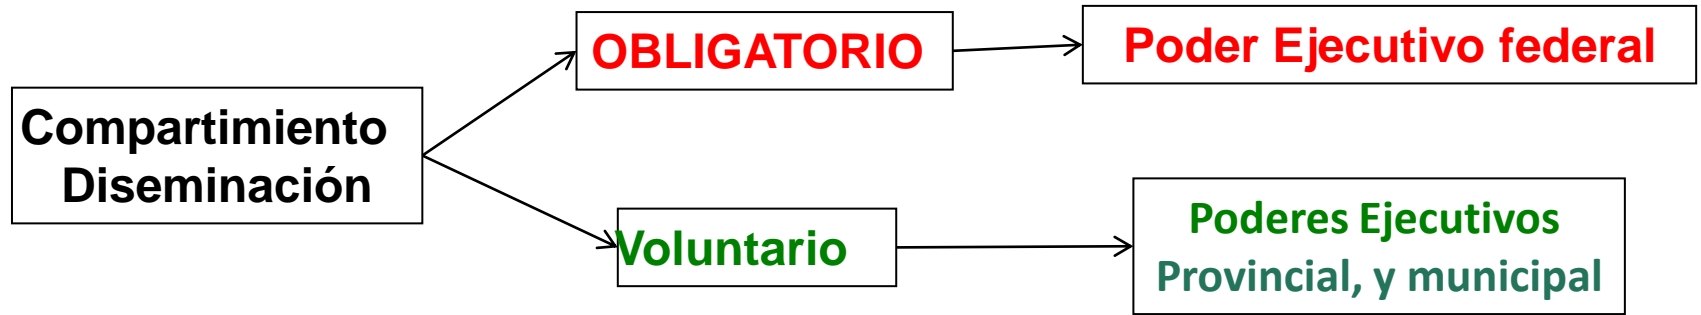 Compartimiento
Diseminación
OBLIGATORIO
Poder Ejecutivo federal
Voluntario
Poderes Ejecutivos
Provincial, y municipal